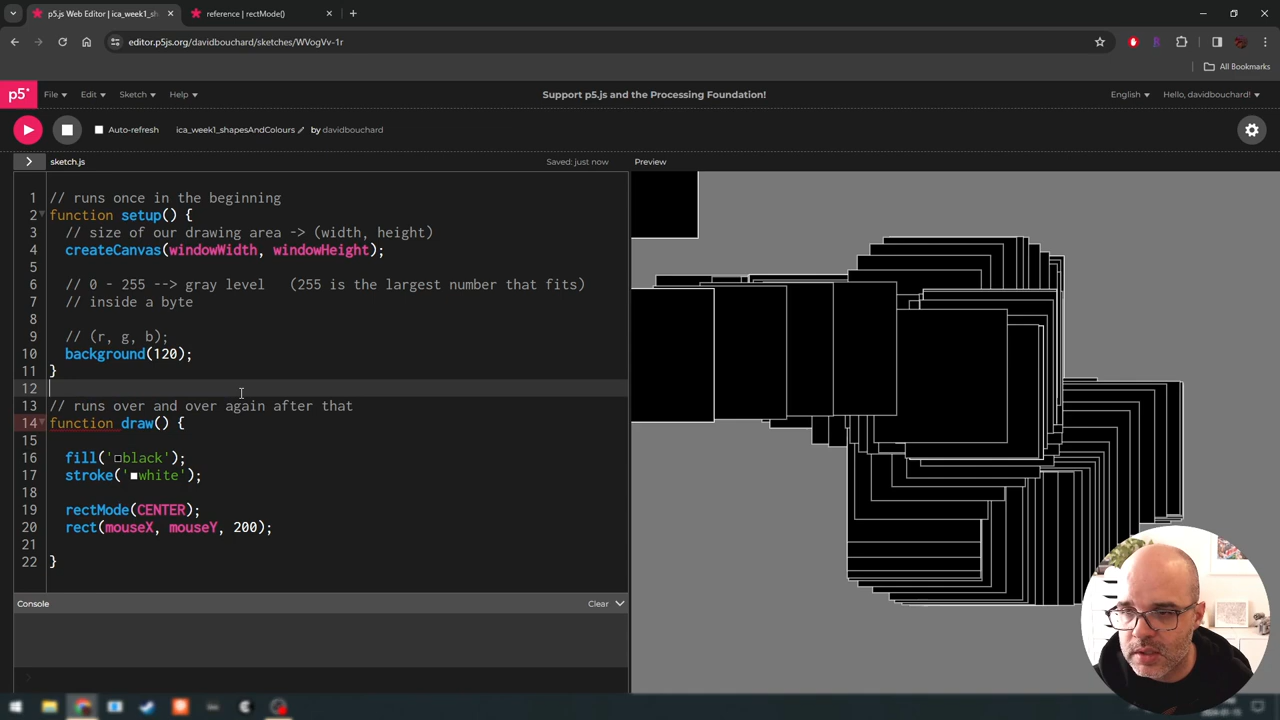 p5.js Web Editor | ica_week1_sh
reference | rectMode()
editor.p5js.org/davidbouchard/sketches/WVogVv-1r
All Bookmarks
p5*
File
Edit
Sketch
Help
Support p5.js and the Processing Foundation!
English
Hello, davidbouchard!
Auto-refresh
ica_week1_shapesAndColours
by davidbouchard
sketch.js
Saved: just now
Preview
1 // runs once in the beginning
2 function setup() {
3 // size of our drawing area -> (width, height)
4 createCanvas(windowWidth, windowHeight);
5
6 // 0 - 255 --> gray level (255 is the largest number that fits)
7 // inside a byte
8
9 // (r, g, b);
10 background(120);
11 }
12
13 // runs over and over again after that
14 function draw() {
15
16 fill('black');
17 stroke('white');
18
19 rectMode(CENTER);
20 rect(mouseX, mouseY, 200);
21
22 }
Console
Clear